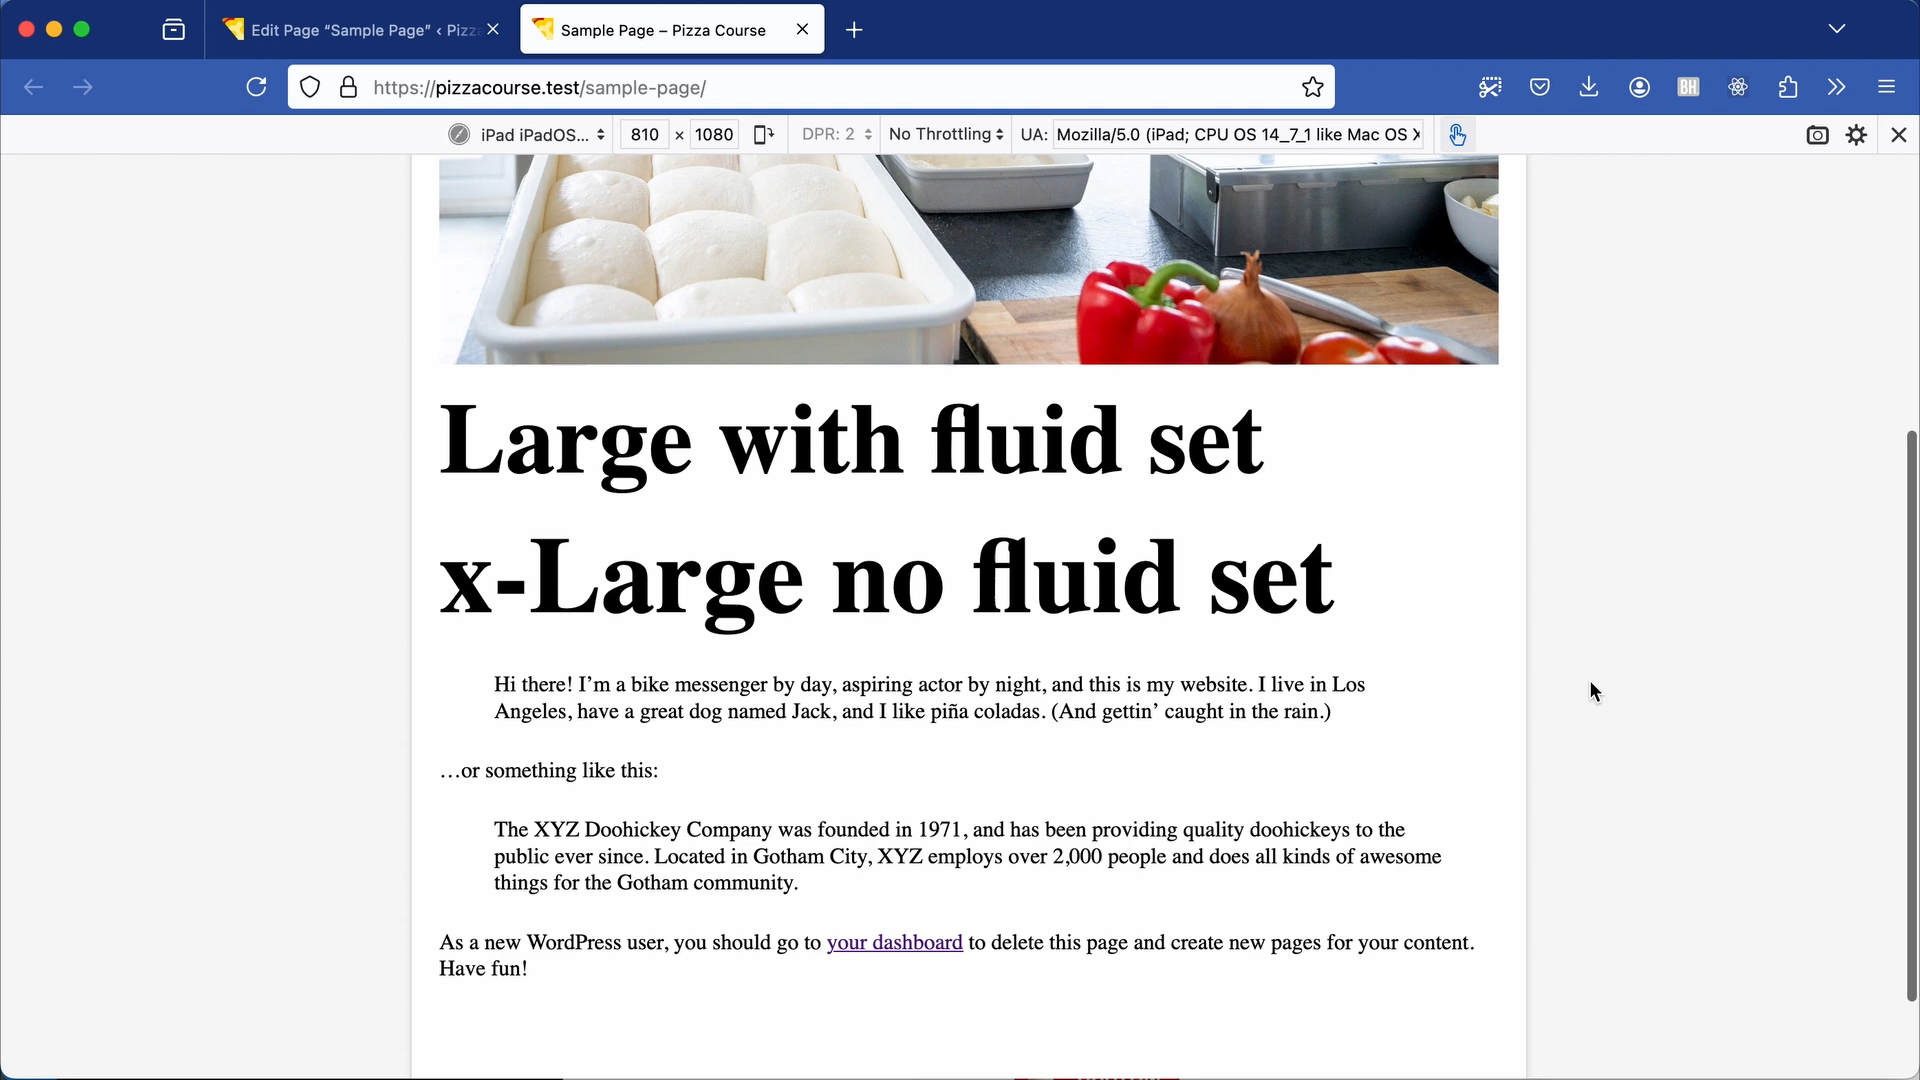 Edit Page “Sample Page” ‹ Pizz
Sample Page – Pizza Course
https://pizzacourse.test/sample-page/
BH
iPad iPadOS... 810 × 1080 DPR: 2 No Throttling UA: Mozilla/5.0 (iPad; CPU OS 14_7_1 like Mac OS X
Large with fluid set
x-Large no fluid set
Hi there! I’m a bike messenger by day, aspiring actor by night, and this is my website. I live in Los
Angeles, have a great dog named Jack, and I like piña coladas. (And gettin’ caught in the rain.)
…or something like this:
The XYZ Doohickey Company was founded in 1971, and has been providing quality doohickeys to the
public ever since. Located in Gotham City, XYZ employs over 2,000 people and does all kinds of awesome
things for the Gotham community.
As a new WordPress user, you should go to your dashboard to delete this page and create new pages for your content.
Have fun!